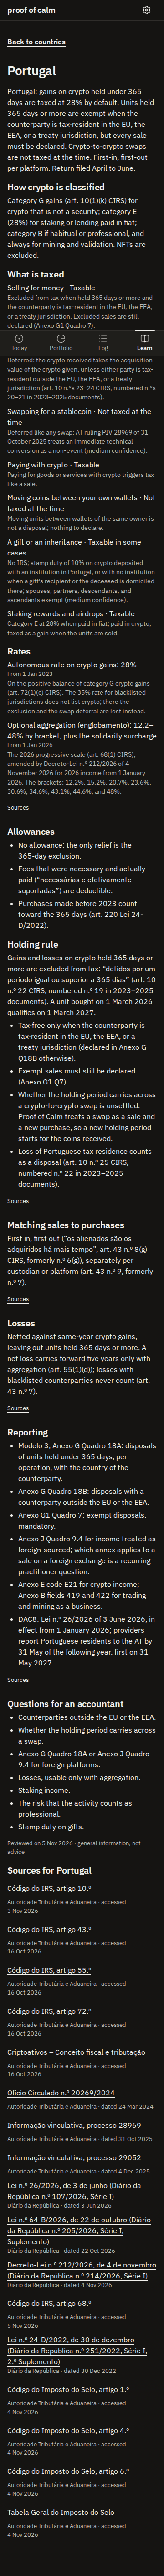 proof of calm
Back to countries
Portugal
Portugal: gains on crypto held under 365
days are taxed at 28% by default. Units held
365 days or more are exempt when the
counterparty is tax-resident in the EU, the
EEA, or a treaty jurisdiction, but every sale
must be declared. Crypto-to-crypto swaps
are not taxed at the time. First-in, first-out
per platform. Return filed April to June.
How crypto is classified
Category G gains (art. 10(1)(k) CIRS) for
crypto that is not a security; category E
(28%) for staking or lending paid in fiat;
category B if habitual or professional, and
always for mining and validation. NFTs are
excluded.
What is taxed
Selling for money · Taxable
Excluded from tax when held 365 days or more and
the counterparty is tax-resident in the EU, the EEA,
or a treaty jurisdiction. Excluded sales are still
declared (Anexo G1 Quadro 7).
Today
Portfolio
Log
Learn
Deferred: the crypto received takes the acquisition
value of the crypto given, unless either party is tax-
resident outside the EU, the EEA, or a treaty
jurisdiction (art. 10 n.º 22 CIRS, numbered n.ºs
20–21 in 2023–2025 documents).
Swapping for a stablecoin · Not taxed at the
time
Deferred like any swap; AT ruling PIV 28969 of 31
October 2025 treats an immediate technical
conversion as a non-event (medium confidence).
Paying with crypto · Taxable
Paying for goods or services with crypto triggers tax
like a sale.
Moving coins between your own wallets · Not
taxed at the time
Moving units between wallets of the same owner is
not a disposal; nothing to declare.
A gift or an inheritance · Taxable in some
cases
No IRS; stamp duty of 10% on crypto deposited
with an institution in Portugal, or with no institution
when a gift's recipient or the deceased is domiciled
there; spouses, partners, descendants, and
ascendants exempt (medium confidence).
Staking rewards and airdrops · Taxable
Category E at 28% when paid in fiat; paid in crypto,
taxed as a gain when the units are sold.
Rates
Autonomous rate on crypto gains: 28%
From 1 Jan 2023
On the positive balance of category G crypto gains
(art. 72(1)(c) CIRS). The 35% rate for blacklisted
jurisdictions does not list crypto; there the
exclusion and the swap deferral are lost instead.
Optional aggregation (englobamento): 12.2–
48% by bracket, plus the solidarity surcharge
From 1 Jan 2026
The 2026 progressive scale (art. 68(1) CIRS),
amended by Decreto-Lei n.º 212/2026 of 4
November 2026 for 2026 income from 1 January
2026. The brackets: 12.2%, 15.2%, 20.7%, 23.6%,
30.6%, 34.6%, 43.1%, 44.6%, and 48%.
Sources
Allowances
No allowance: the only relief is the
365-day exclusion.
Fees that were necessary and actually
paid (“necessárias e efetivamente
suportadas”) are deductible.
Purchases made before 2023 count
toward the 365 days (art. 220 Lei 24-
D/2022).
Holding rule
Gains and losses on crypto held 365 days or
more are excluded from tax: “detidos por um
período igual ou superior a 365 dias” (art. 10
n.º 22 CIRS, numbered n.º 19 in 2023–2025
documents). A unit bought on 1 March 2026
qualifies on 1 March 2027.
Tax-free only when the counterparty is
tax-resident in the EU, the EEA, or a
treaty jurisdiction (declared in Anexo G
Q18B otherwise).
Exempt sales must still be declared
(Anexo G1 Q7).
Whether the holding period carries across
a crypto-to-crypto swap is unsettled.
Proof of Calm treats a swap as a sale and
a new purchase, so a new holding period
starts for the coins received.
Loss of Portuguese tax residence counts
as a disposal (art. 10 n.º 25 CIRS,
numbered n.º 22 in 2023–2025
documents).
Sources
Matching sales to purchases
First in, first out (“os alienados são os
adquiridos há mais tempo”, art. 43 n.º 8(g)
CIRS, formerly n.º 6(g)), separately per
custodian or platform (art. 43 n.º 9, formerly
n.º 7).
Sources
Losses
Netted against same-year crypto gains,
leaving out units held 365 days or more. A
net loss carries forward five years only with
aggregation (art. 55(1)(d)); losses with
blacklisted counterparties never count (art.
43 n.º 7).
Sources
Reporting
Modelo 3, Anexo G Quadro 18A: disposals
of units held under 365 days, per
operation, with the country of the
counterparty.
Anexo G Quadro 18B: disposals with a
counterparty outside the EU or the EEA.
Anexo G1 Quadro 7: exempt disposals,
mandatory.
Anexo J Quadro 9.4 for income treated as
foreign-sourced; which annex applies to a
sale on a foreign exchange is a recurring
practitioner question.
Anexo E code E21 for crypto income;
Anexo B fields 419 and 422 for trading
and mining as a business.
DAC8: Lei n.º 26/2026 of 3 June 2026, in
effect from 1 January 2026; providers
report Portuguese residents to the AT by
31 May of the following year, first on 31
May 2027.
Sources
Questions for an accountant
Counterparties outside the EU or the EEA.
Whether the holding period carries across
a swap.
Anexo G Quadro 18A or Anexo J Quadro
9.4 for foreign platforms.
Losses, usable only with aggregation.
Staking income.
The risk that the activity counts as
professional.
Stamp duty on gifts.
Reviewed on 5 Nov 2026 · general information, not
advice
Sources for Portugal
Código do IRS, artigo 10.º
Autoridade Tributária e Aduaneira · accessed
3 Nov 2026
Código do IRS, artigo 43.º
Autoridade Tributária e Aduaneira · accessed
16 Oct 2026
Código do IRS, artigo 55.º
Autoridade Tributária e Aduaneira · accessed
16 Oct 2026
Código do IRS, artigo 72.º
Autoridade Tributária e Aduaneira · accessed
16 Oct 2026
Criptoativos – Conceito fiscal e tributação
Autoridade Tributária e Aduaneira · accessed
16 Oct 2026
Ofício Circulado n.º 20269/2024
Autoridade Tributária e Aduaneira · dated 24 Mar 2024
Informação vinculativa, processo 28969
Autoridade Tributária e Aduaneira · dated 31 Oct 2025
Informação vinculativa, processo 29052
Autoridade Tributária e Aduaneira · dated 4 Dec 2025
Lei n.º 26/2026, de 3 de junho (Diário da
República n.º 107/2026, Série I)
Diário da República · dated 3 Jun 2026
Lei n.º 64-B/2026, de 22 de outubro (Diário
da República n.º 205/2026, Série I,
Suplemento)
Diário da República · dated 22 Oct 2026
Decreto-Lei n.º 212/2026, de 4 de novembro
(Diário da República n.º 214/2026, Série I)
Diário da República · dated 4 Nov 2026
Código do IRS, artigo 68.º
Autoridade Tributária e Aduaneira · accessed
5 Nov 2026
Lei n.º 24-D/2022, de 30 de dezembro
(Diário da República n.º 251/2022, Série I,
2.º Suplemento)
Diário da República · dated 30 Dec 2022
Código do Imposto do Selo, artigo 1.º
Autoridade Tributária e Aduaneira · accessed
4 Nov 2026
Código do Imposto do Selo, artigo 4.º
Autoridade Tributária e Aduaneira · accessed
4 Nov 2026
Código do Imposto do Selo, artigo 6.º
Autoridade Tributária e Aduaneira · accessed
4 Nov 2026
Tabela Geral do Imposto do Selo
Autoridade Tributária e Aduaneira · accessed
4 Nov 2026